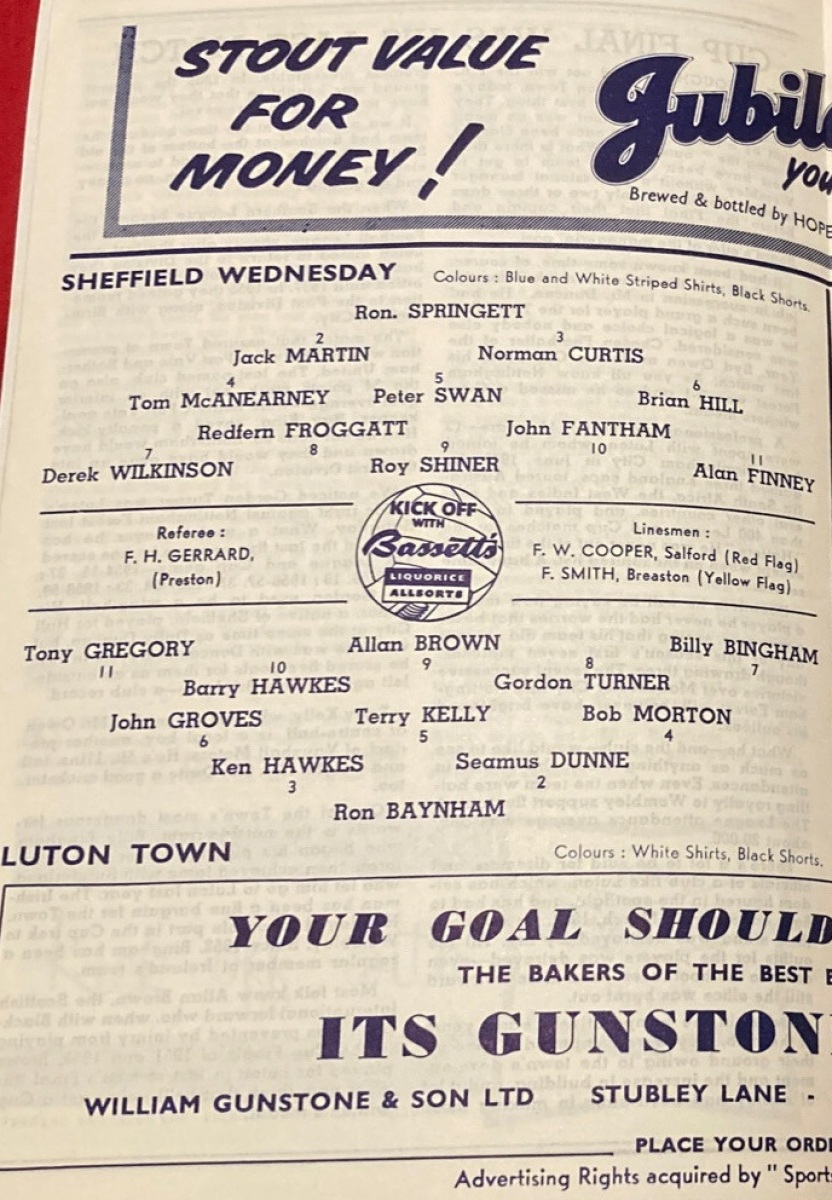 STOUT VALUE
FOR
MONEY!
Jubil
you
Brewed & bottled by HOPE
SHEFFIELD WEDNESDAY Colours : Blue and White Striped Shirts, Black Shorts.
Ron. SPRINGETT
2 3
Jack MARTIN Norman CURTIS
4 5 6
Tom McANEARNEY Peter SWAN Brian HILL
Redfern FROGGATT John FANTHAM
7 8 9 10 11
Derek WILKINSON Roy SHINER Alan FINNEY
Referee :
F. H. GERRARD,
(Preston)
KICK OFF
WITH
Bassett's
LIQUORICE
ALLSORTS
Linesmen :
F. W. COOPER, Salford (Red Flag)
F. SMITH, Breaston (Yellow Flag)
Tony GREGORY Allan BROWN Billy BINGHAM
11 10 9 8 7
Barry HAWKES Gordon TURNER
John GROVES Terry KELLY Bob MORTON
6 5 4
Ken HAWKES Seamus DUNNE
3 2
Ron BAYNHAM
LUTON TOWN Colours : White Shirts, Black Shorts.
YOUR GOAL SHOULD
THE BAKERS OF THE BEST
ITS GUNSTON
WILLIAM GUNSTONE & SON LTD STUBLEY LANE -
PLACE YOUR ORD
Advertising Rights acquired by "Sport